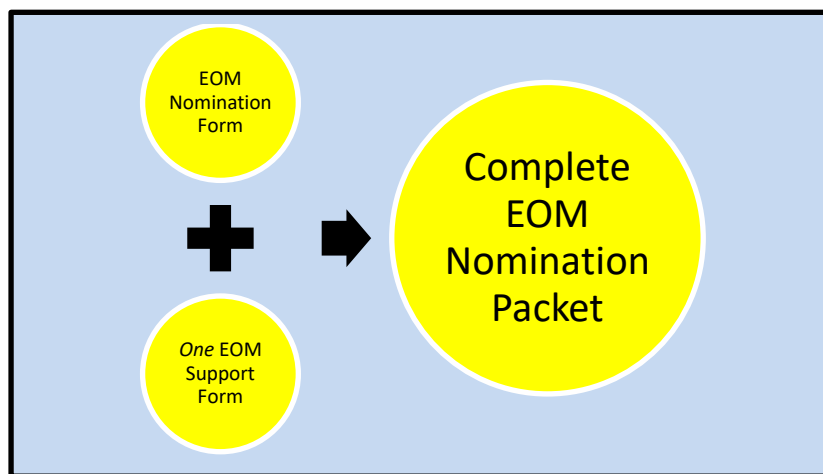 EOM
Nomination
Form
One EOM
Support
Form
Complete
EOM
Nomination
Packet